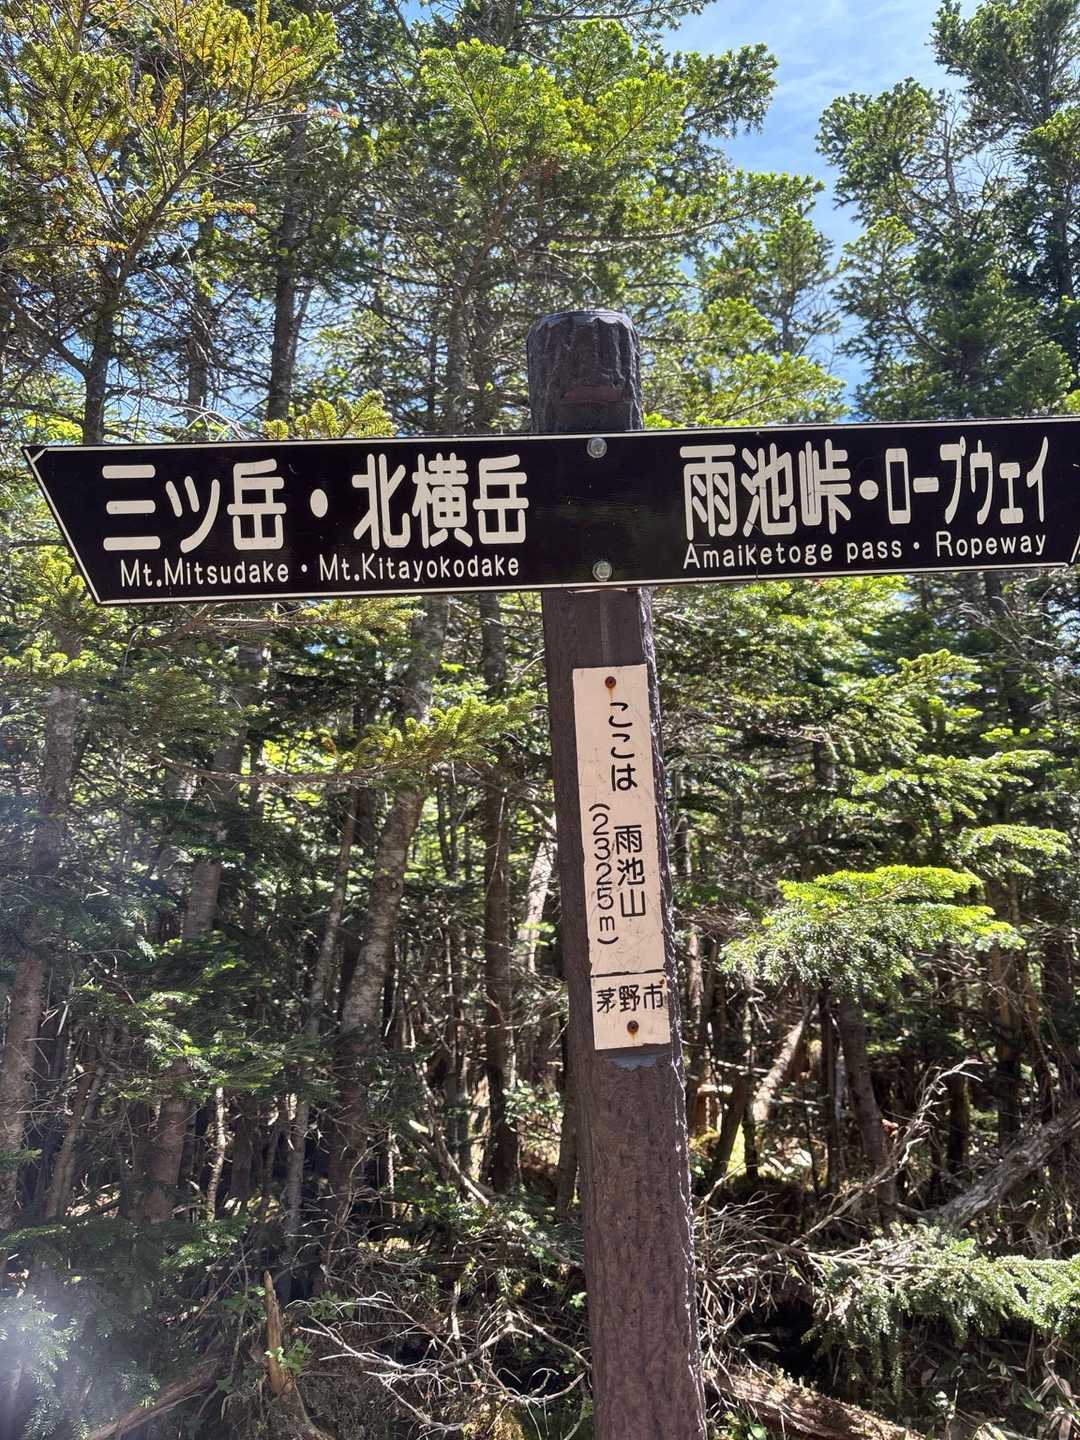 三ツ岳・北横岳
Mt.Mitsudake・Mt.Kitayokodake
雨池峠・ロープウェイ
Amaiketoge pass・Ropeway
ここは 雨池山
(2325m)
茅野市